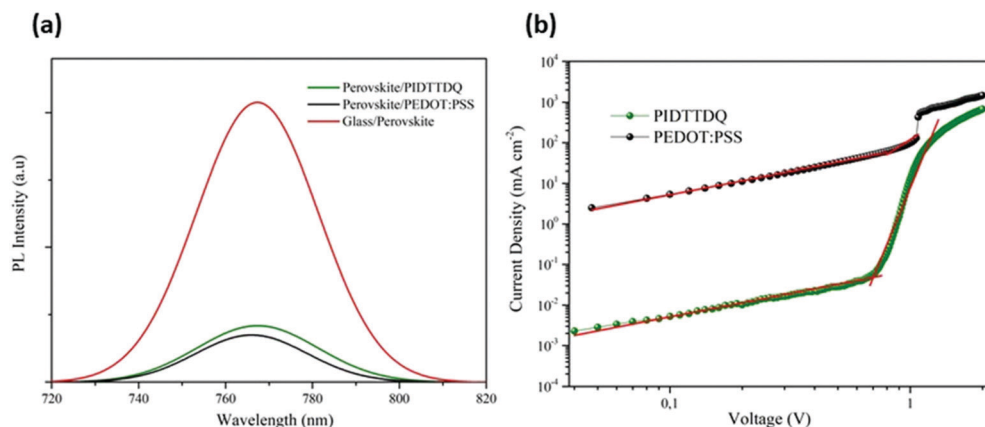 (a)
PL Intensity (a.u)
Perovskite/PIDTTDQ
Perovskite/PEDOT:PSS
Glass/Perovskite
720 740 760 780 800 820
Wavelength (nm)
(b)
Current Density (mA cm⁻²)
10⁴
10³
10²
10¹
10⁰
10⁻¹
10⁻²
10⁻³
10⁻⁴
PIDTTDQ
PEDOT:PSS
0,1 1
Voltage (V)